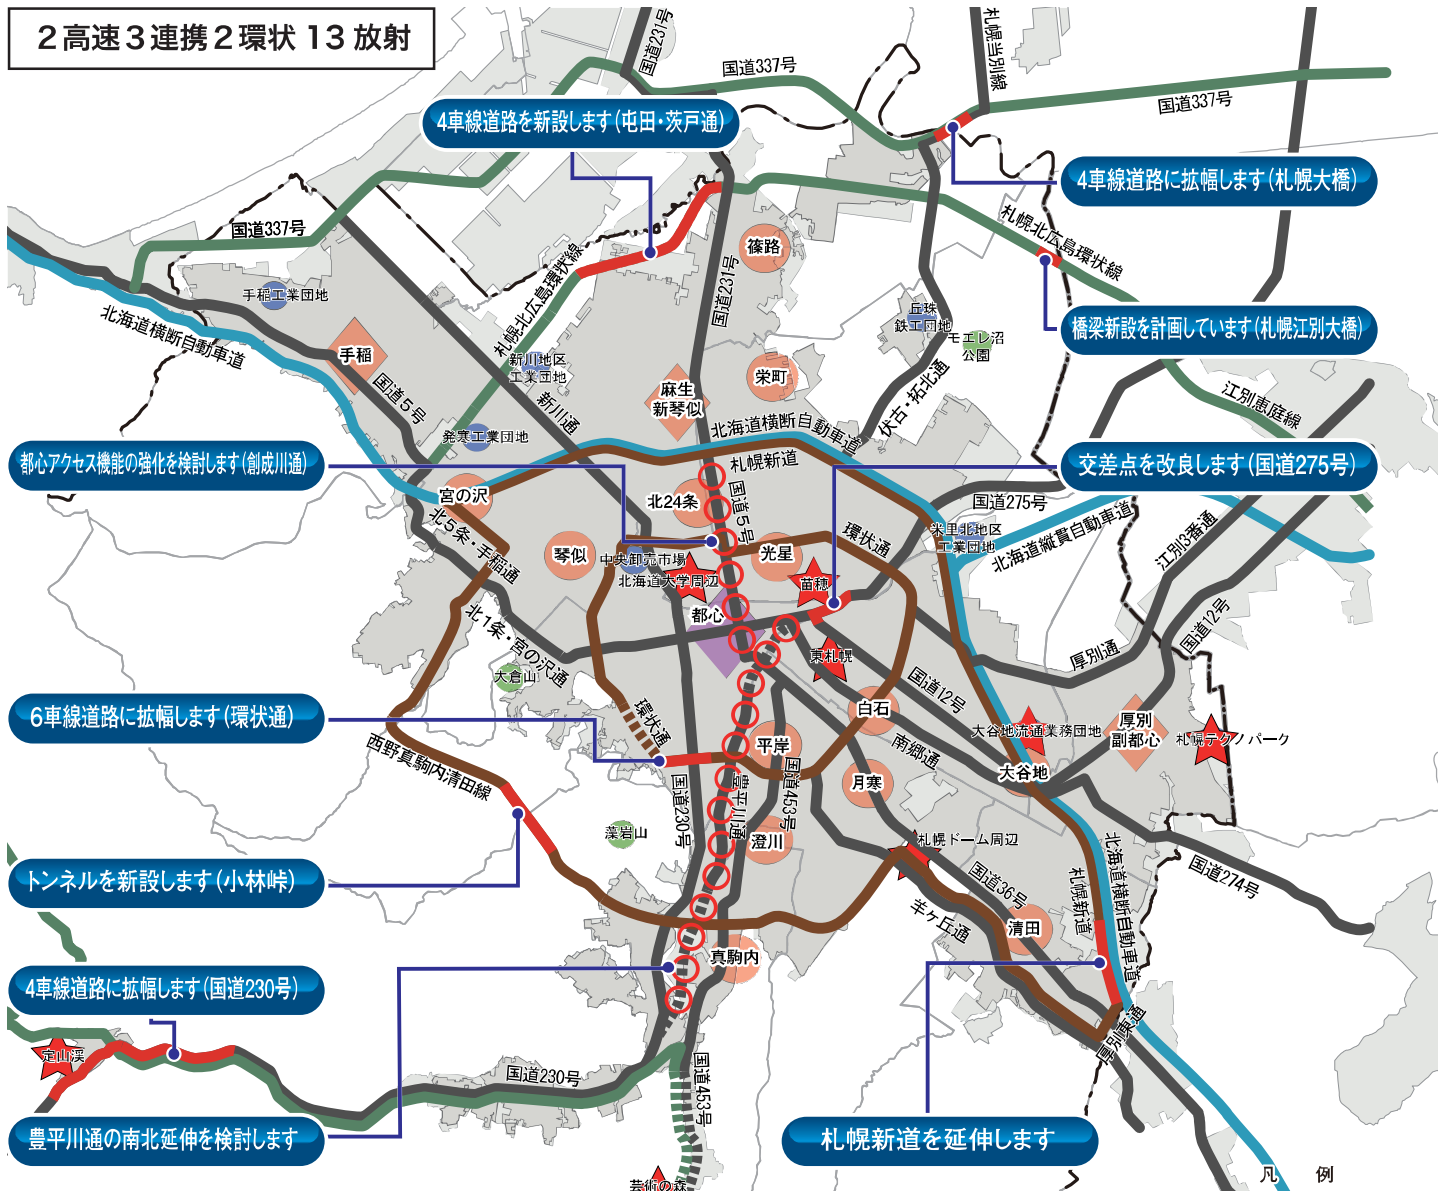 2高速3連携2環状13放射
国道231号
札幌当別線
国道337号
国道337号
4車線道路を新設します(屯田・茨戸通)
4車線道路に拡幅します(札幌大橋)
国道337号
札幌北広島環状線
札幌北広島環状線
篠路
国道231号
手稲工業団地
北海道横断自動車道
丘珠
鉄工団地
モエレ沼
公園
橋梁新設を計画しています(札幌江別大橋)
手稲
国道5号
新川地区
工業団地
新川通
麻生
新琴似
栄町
伏古・拓北通
江別恵庭線
発寒工業団地
北海道横断自動車道
札幌新道
都心アクセス機能の強化を検討します(創成川通)
交差点を改良します(国道275号)
宮の沢
北24条
国道5号
国道275号
北5条・手稲通
琴似
中央卸売市場
北海道大学周辺
光星
環状通
米里北地区
工業団地
北海道縦貫自動車道
江別3番通
苗穂
都心
北1条・宮の沢通
東札幌
厚別通
国道12号
大倉山
国道12号
6車線道路に拡幅します(環状通)
環状通
白石
南郷通
大谷地流通業務団地
厚別
副都心
札幌テクノパーク
西野真駒内清田線
平岸
国道453号
月寒
大谷地
国道230号
豊平川通
藻岩山
澄川
札幌ドーム周辺
国道274号
トンネルを新設します(小林峠)
国道36号
羊ヶ丘通
清田
札幌新道
北海道横断自動車道
真駒内
4車線道路に拡幅します(国道230号)
定山渓
厚別東通
国道230号
国道453号
豊平川通の南北延伸を検討します
札幌新道を延伸します
芸術の森
凡 例